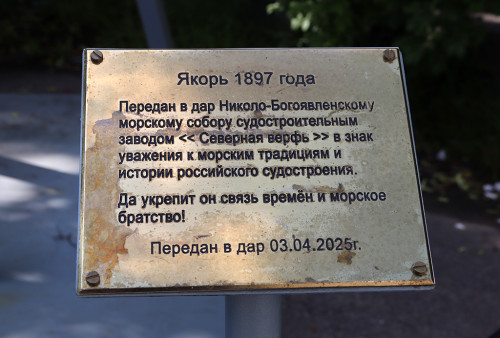 Якорь 1897 года
Передан в дар Николо-Богоявленскому
морскому собору судостроительным
заводом << Северная верфь >> в знак
уважения к морским традициям и
истории российского судостроения.
Да укрепит он связь времён и морское
братство!
Передан в дар 03.04.2025г.